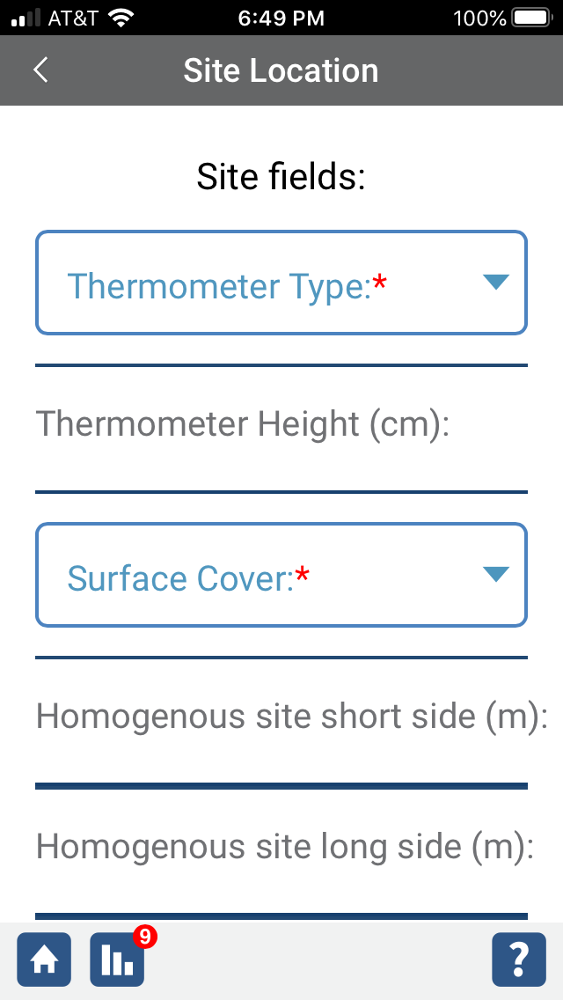 AT&T 6:49 PM 100%
Site Location
Site fields:
Thermometer Type:*
Thermometer Height (cm):
Surface Cover:*
Homogenous site short side (m):
Homogenous site long side (m):
9
?